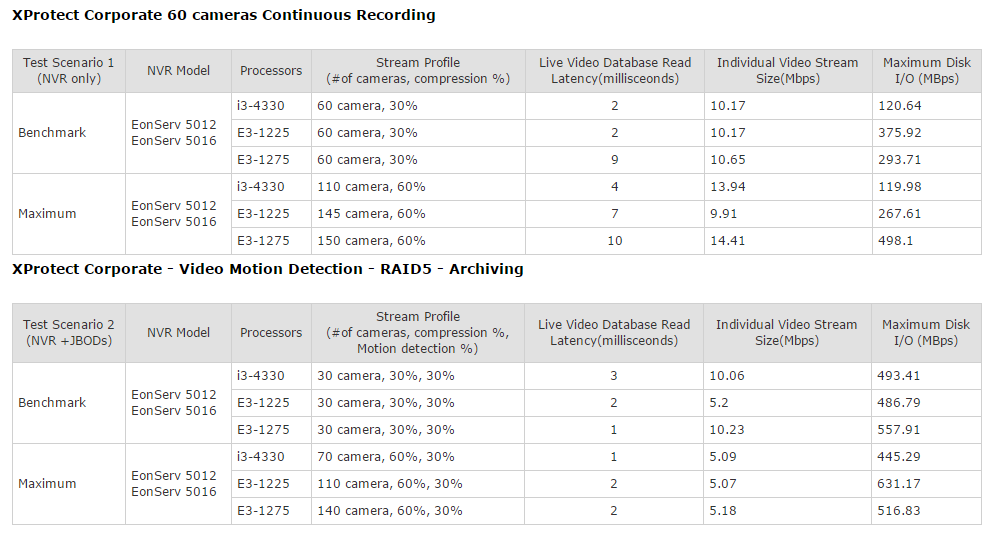 XProtect Corporate 60 cameras Continuous Recording
Test Scenario 1 (NVR only) | NVR Model | Processors | Stream Profile (#of cameras, compression %) | Live Video Database Read Latency(millisceonds) | Individual Video Stream Size(Mbps) | Maximum Disk I/O (MBps)
Benchmark | EonServ 5012 EonServ 5016 | i3-4330 | 60 camera, 30% | 2 | 10.17 | 120.64
E3-1225 | 60 camera, 30% | 2 | 10.17 | 375.92
E3-1275 | 60 camera, 30% | 9 | 10.65 | 293.71
Maximum | EonServ 5012 EonServ 5016 | i3-4330 | 110 camera, 60% | 4 | 13.94 | 119.98
E3-1225 | 145 camera, 60% | 7 | 9.91 | 267.61
E3-1275 | 150 camera, 60% | 10 | 14.41 | 498.1
XProtect Corporate - Video Motion Detection - RAID5 - Archiving
Test Scenario 2 (NVR +JBODs) | NVR Model | Processors | Stream Profile (#of cameras, compression %, Motion detection %) | Live Video Database Read Latency(millisceonds) | Individual Video Stream Size(Mbps) | Maximum Disk I/O (MBps)
Benchmark | EonServ 5012 EonServ 5016 | i3-4330 | 30 camera, 30%, 30% | 3 | 10.06 | 493.41
E3-1225 | 30 camera, 30%, 30% | 2 | 5.2 | 486.79
E3-1275 | 30 camera, 30%, 30% | 1 | 10.23 | 557.91
Maximum | EonServ 5012 EonServ 5016 | i3-4330 | 70 camera, 60%, 30% | 1 | 5.09 | 445.29
E3-1225 | 110 camera, 60%, 30% | 2 | 5.07 | 631.17
E3-1275 | 140 camera, 60%, 30% | 2 | 5.18 | 516.83